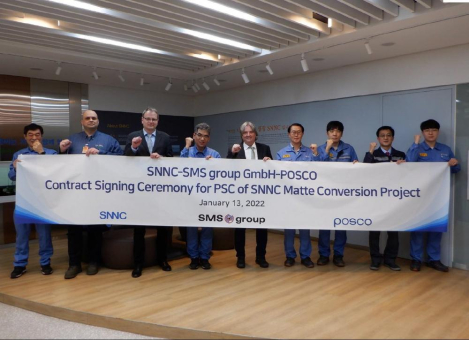 SNNC-SMS group GmbH-POSCO
Contract Signing Ceremony for PSC of SNNC Matte Conversion Project
January 13, 2022
SNNC
SMS group
posco